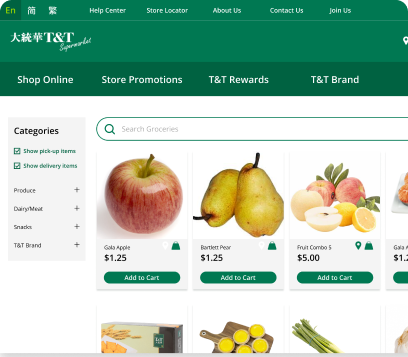 En 简 繁 Help Center Store Locator About Us Contact Us Join Us
大統華T&T
Supermarket
Shop Online Store Promotions T&T Rewards T&T Brand
Categories
Show pick-up items
Show delivery items
Produce +
Dairy/Meat +
Snacks +
T&T Brand +
Search Groceries
Gala Apple
$1.25
Add to Cart
Bartlett Pear
$1.25
Add to Cart
Fruit Combo S
$5.00
Add to Cart
Gala A
$1.2